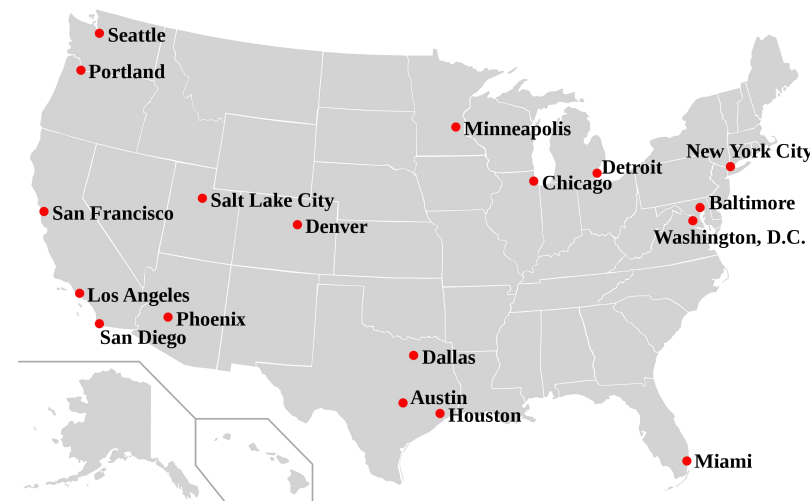 Seattle
Portland
Minneapolis
New York City
Detroit
Chicago
Salt Lake City
Baltimore
San Francisco
Denver
Washington, D.C.
Los Angeles
Phoenix
San Diego
Dallas
Austin
Houston
Miami